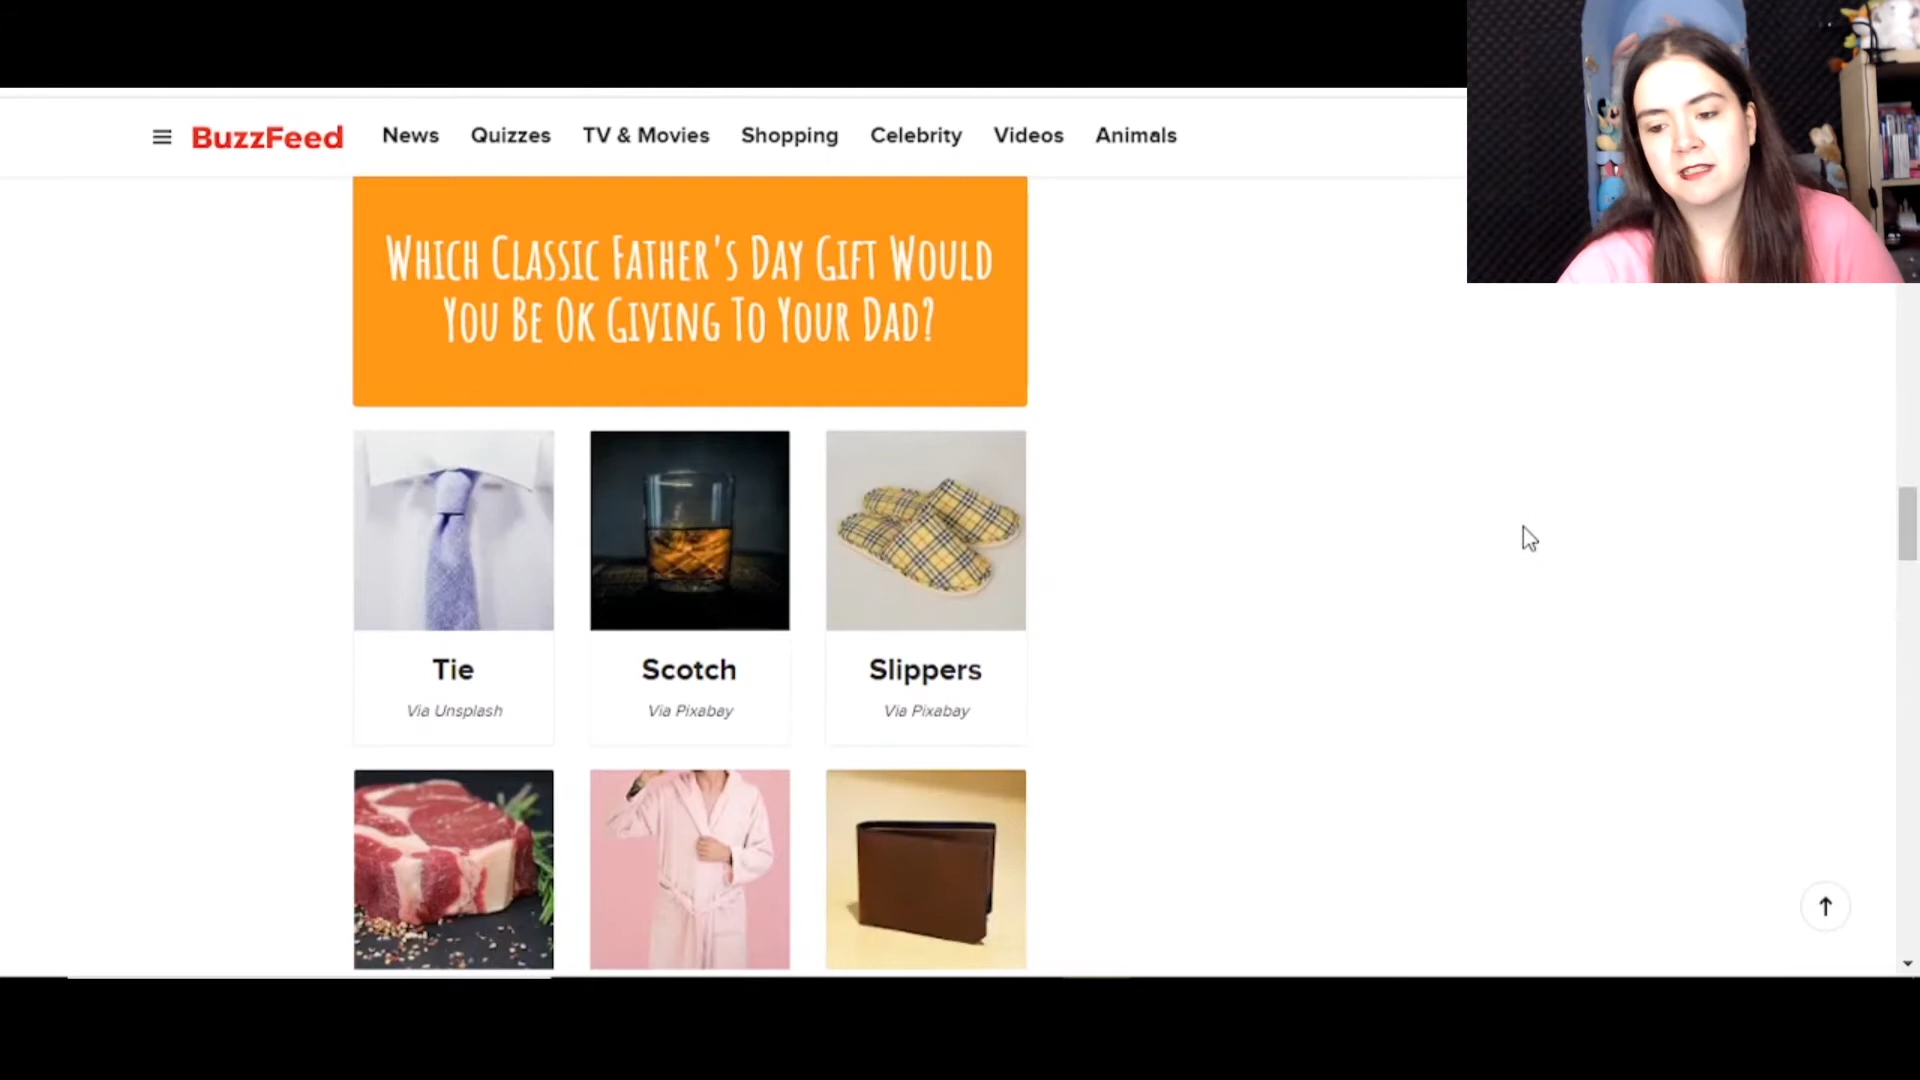 BuzzFeed News Quizzes TV & Movies Shopping Celebrity Videos Animals
Which Classic Father's Day Gift Would
You Be Ok Giving To Your Dad?
Tie Scotch Slippers
Via Unsplash Via Pixabay Via Pixabay